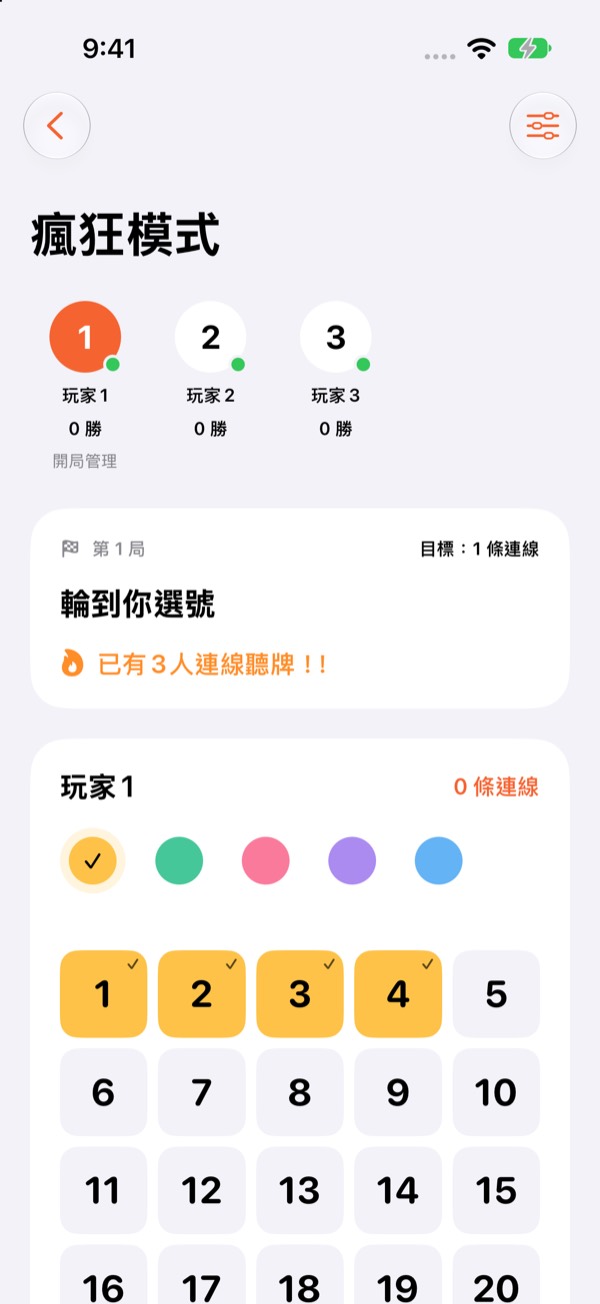 9:41
瘋狂模式
1 2 3
玩家 1 玩家 2 玩家 3
0 勝 0 勝 0 勝
開局管理
第 1 局 目標：1 條連線
輪到你選號
已有 3 人連線聽牌！！
玩家 1 0 條連線
1 2 3 4 5
6 7 8 9 10
11 12 13 14 15
16 17 18 19 20